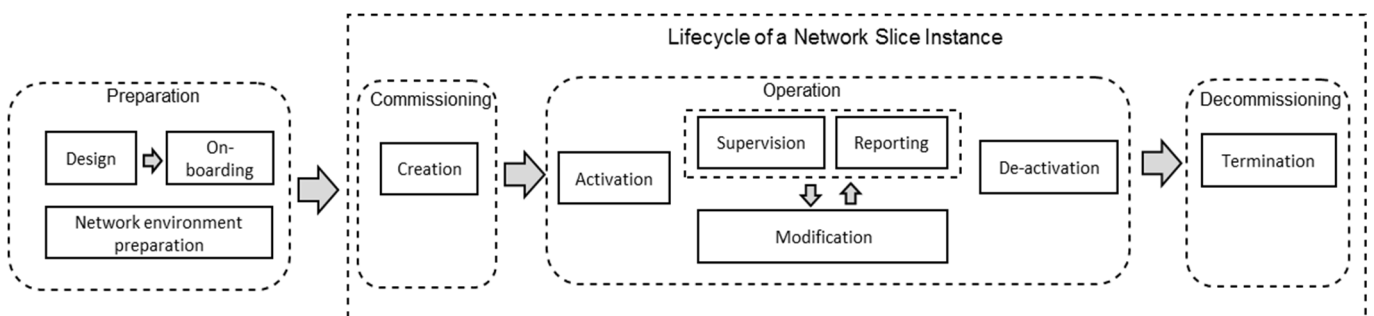 Lifecycle of a Network Slice Instance
Preparation
Design
On-
boarding
Network environment
preparation
Commissioning
Creation
Operation
Activation
Supervision
Reporting
Modification
De-activation
Decommissioning
Termination